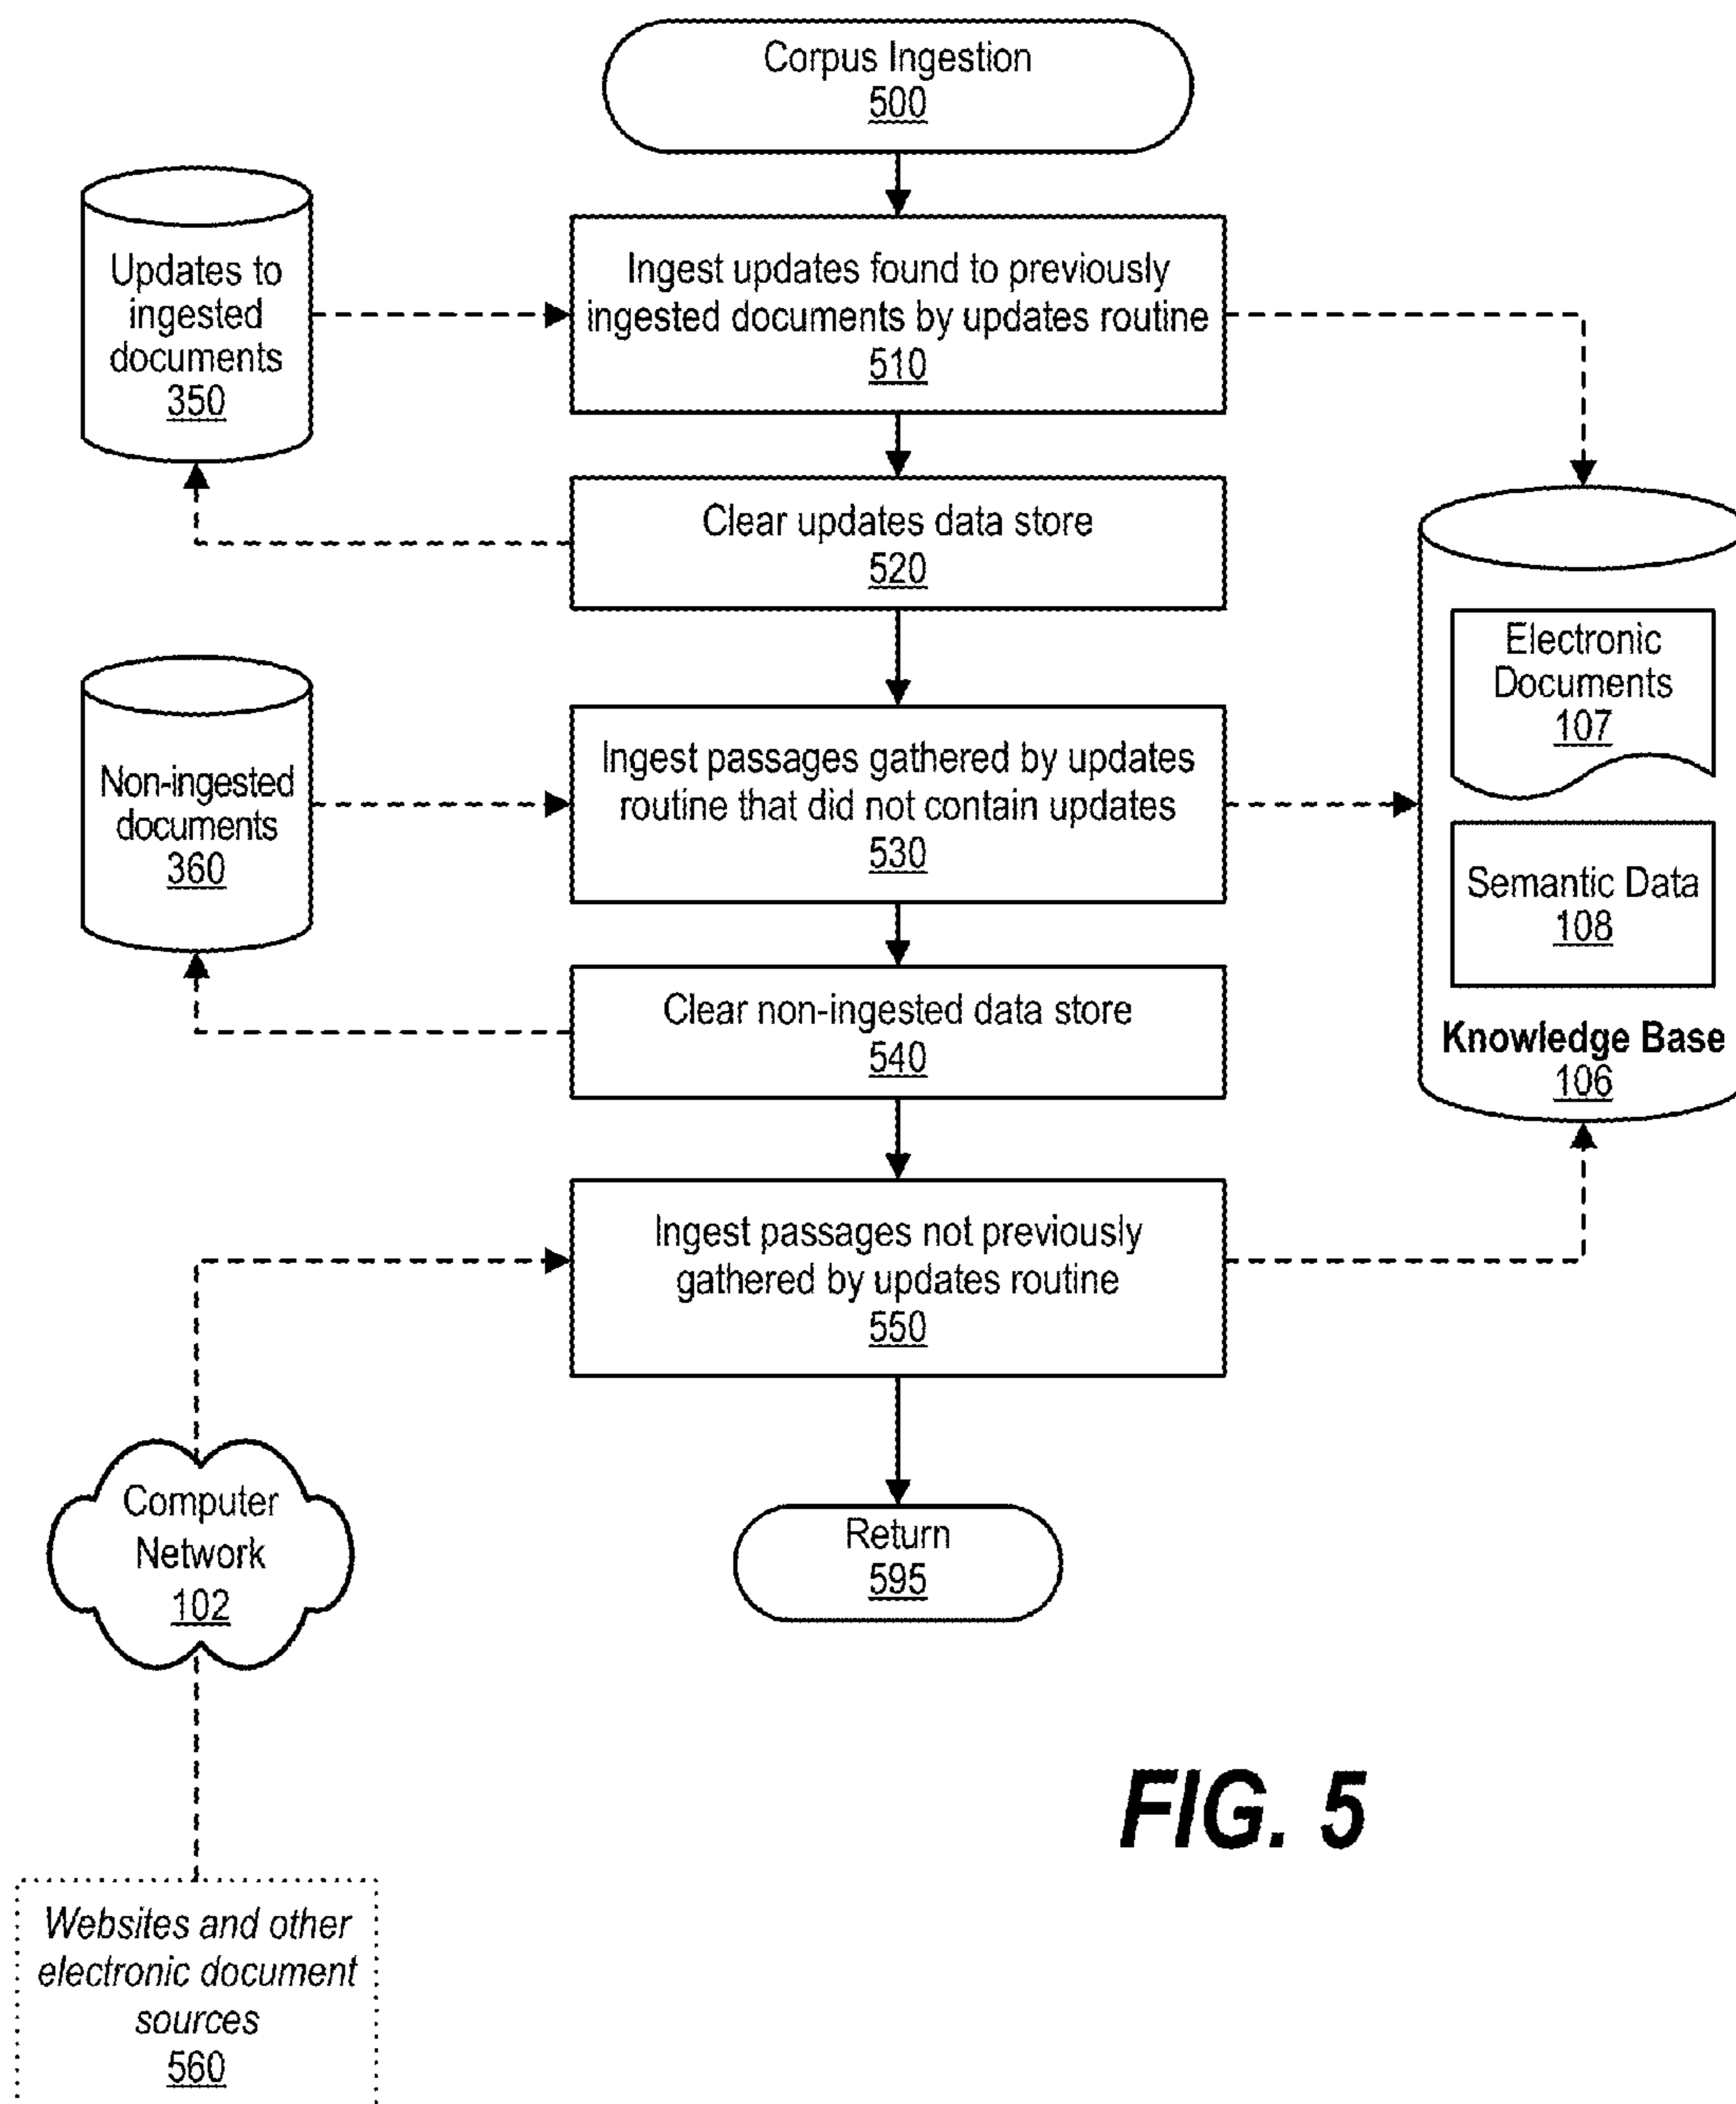 Corpus Ingestion
500
Updates to
ingested
documents
350
Ingest updates found to previously
ingested documents by updates routine
510
Clear updates data store
520
Non-ingested
documents
360
Ingest passages gathered by updates
routine that did not contain updates
530
Electronic
Documents
107
Semantic Data
108
Knowledge Base
106
Clear non-ingested data store
540
Ingest passages not previously
gathered by updates routine
550
Computer
Network
102
Return
595
FIG. 5
Websites and other
electronic document
sources
560